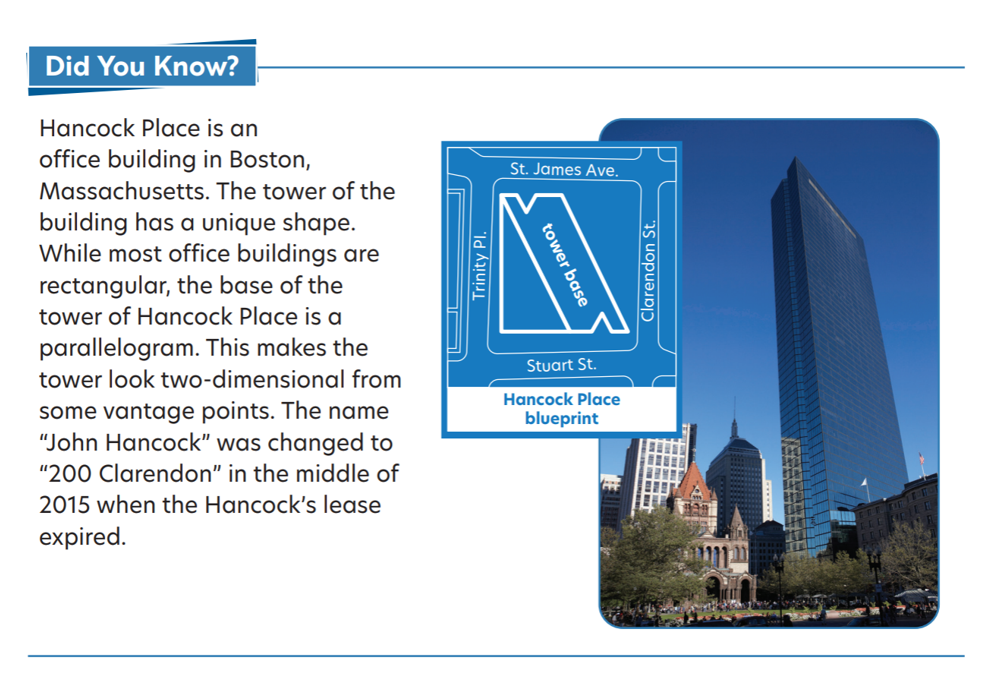 Did You Know?
Hancock Place is an
office building in Boston,
Massachusetts. The tower of the
building has a unique shape.
While most office buildings are
rectangular, the base of the
tower of Hancock Place is a
parallelogram. This makes the
tower look two-dimensional from
some vantage points. The name
“John Hancock” was changed to
“200 Clarendon” in the middle of
2015 when the Hancock’s lease
expired.
St. James Ave.
Trinity Pl.
tower base
Clarendon St.
Stuart St.
Hancock Place
blueprint